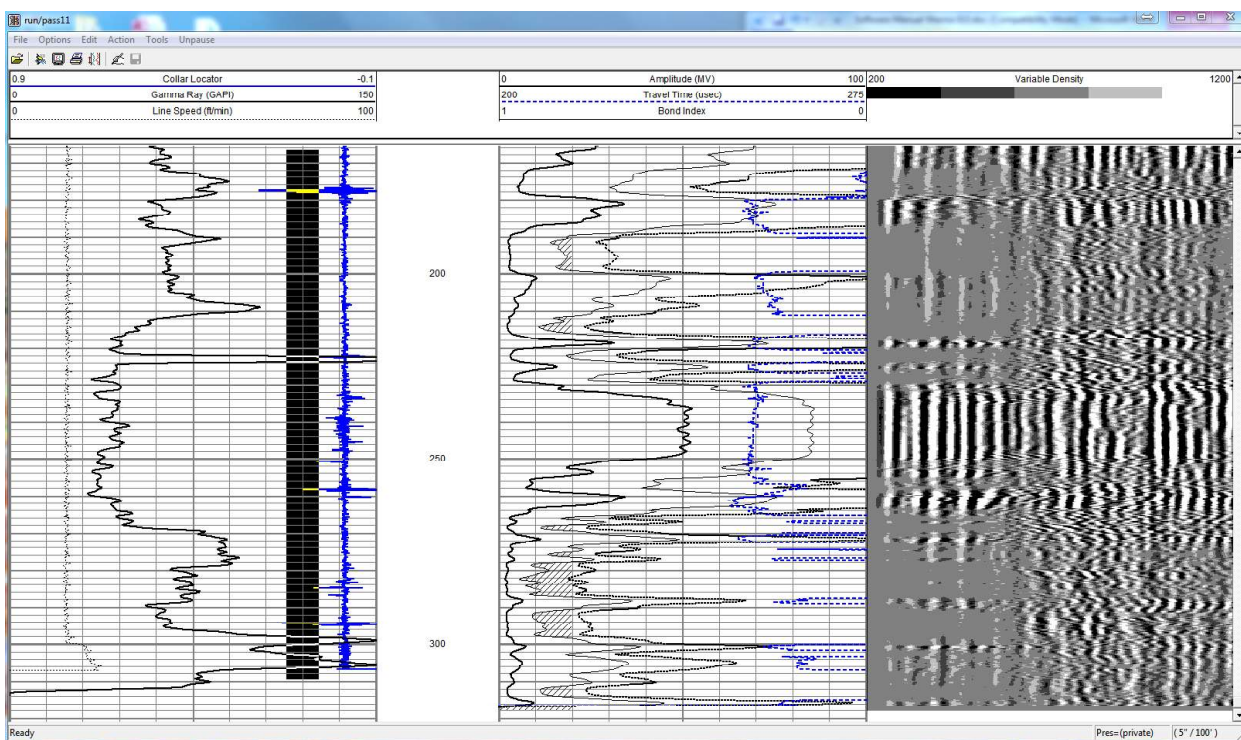 run/pass11
File Options Edit Action Tools Unpause
0.9 Collar Locator -0.1
0 Gamma Ray (GAPI) 150
0 Line Speed (ft/min) 100
0 Amplitude (MV) 100
200 Travel Time (usec) 275
1 Bond Index 0
200 Variable Density 1200
200
250
300
Ready
Pres=(private) (5" / 100')